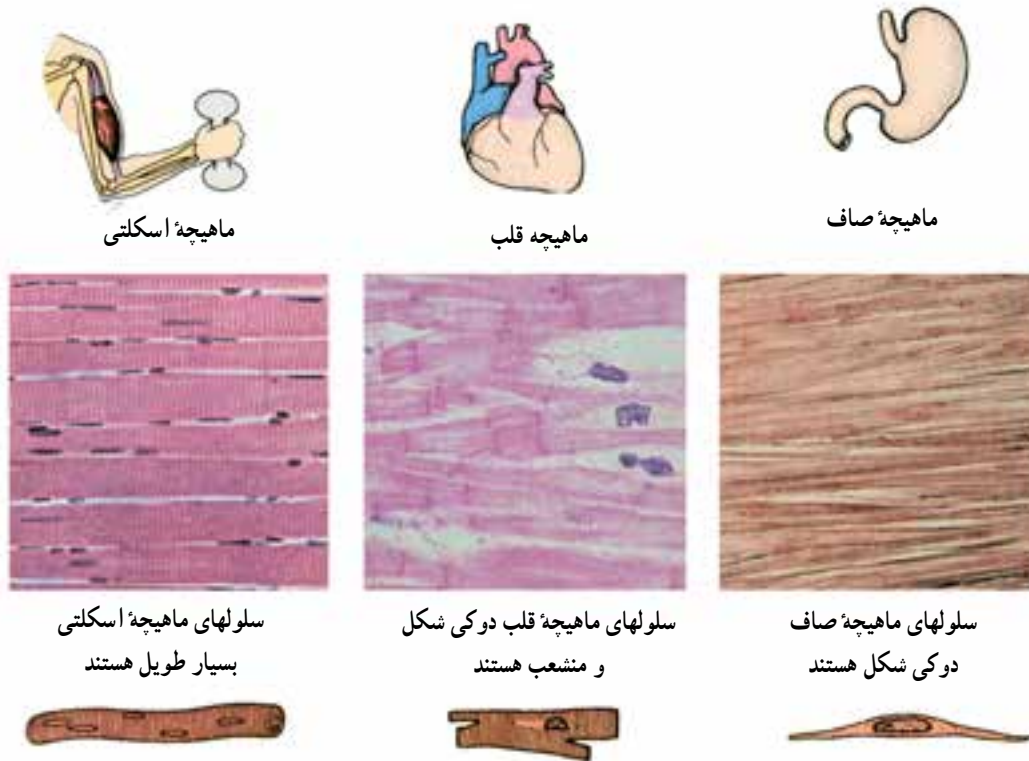 ماهیچهٔ صاف
ماهیچه قلب
ماهیچهٔ اسکلتی
سلولهای ماهیچهٔ صاف
دوکی شکل هستند
سلولهای ماهیچهٔ قلب دوکی شکل
و منشعب هستند
سلولهای ماهیچهٔ اسکلتی
بسیار طویل هستند